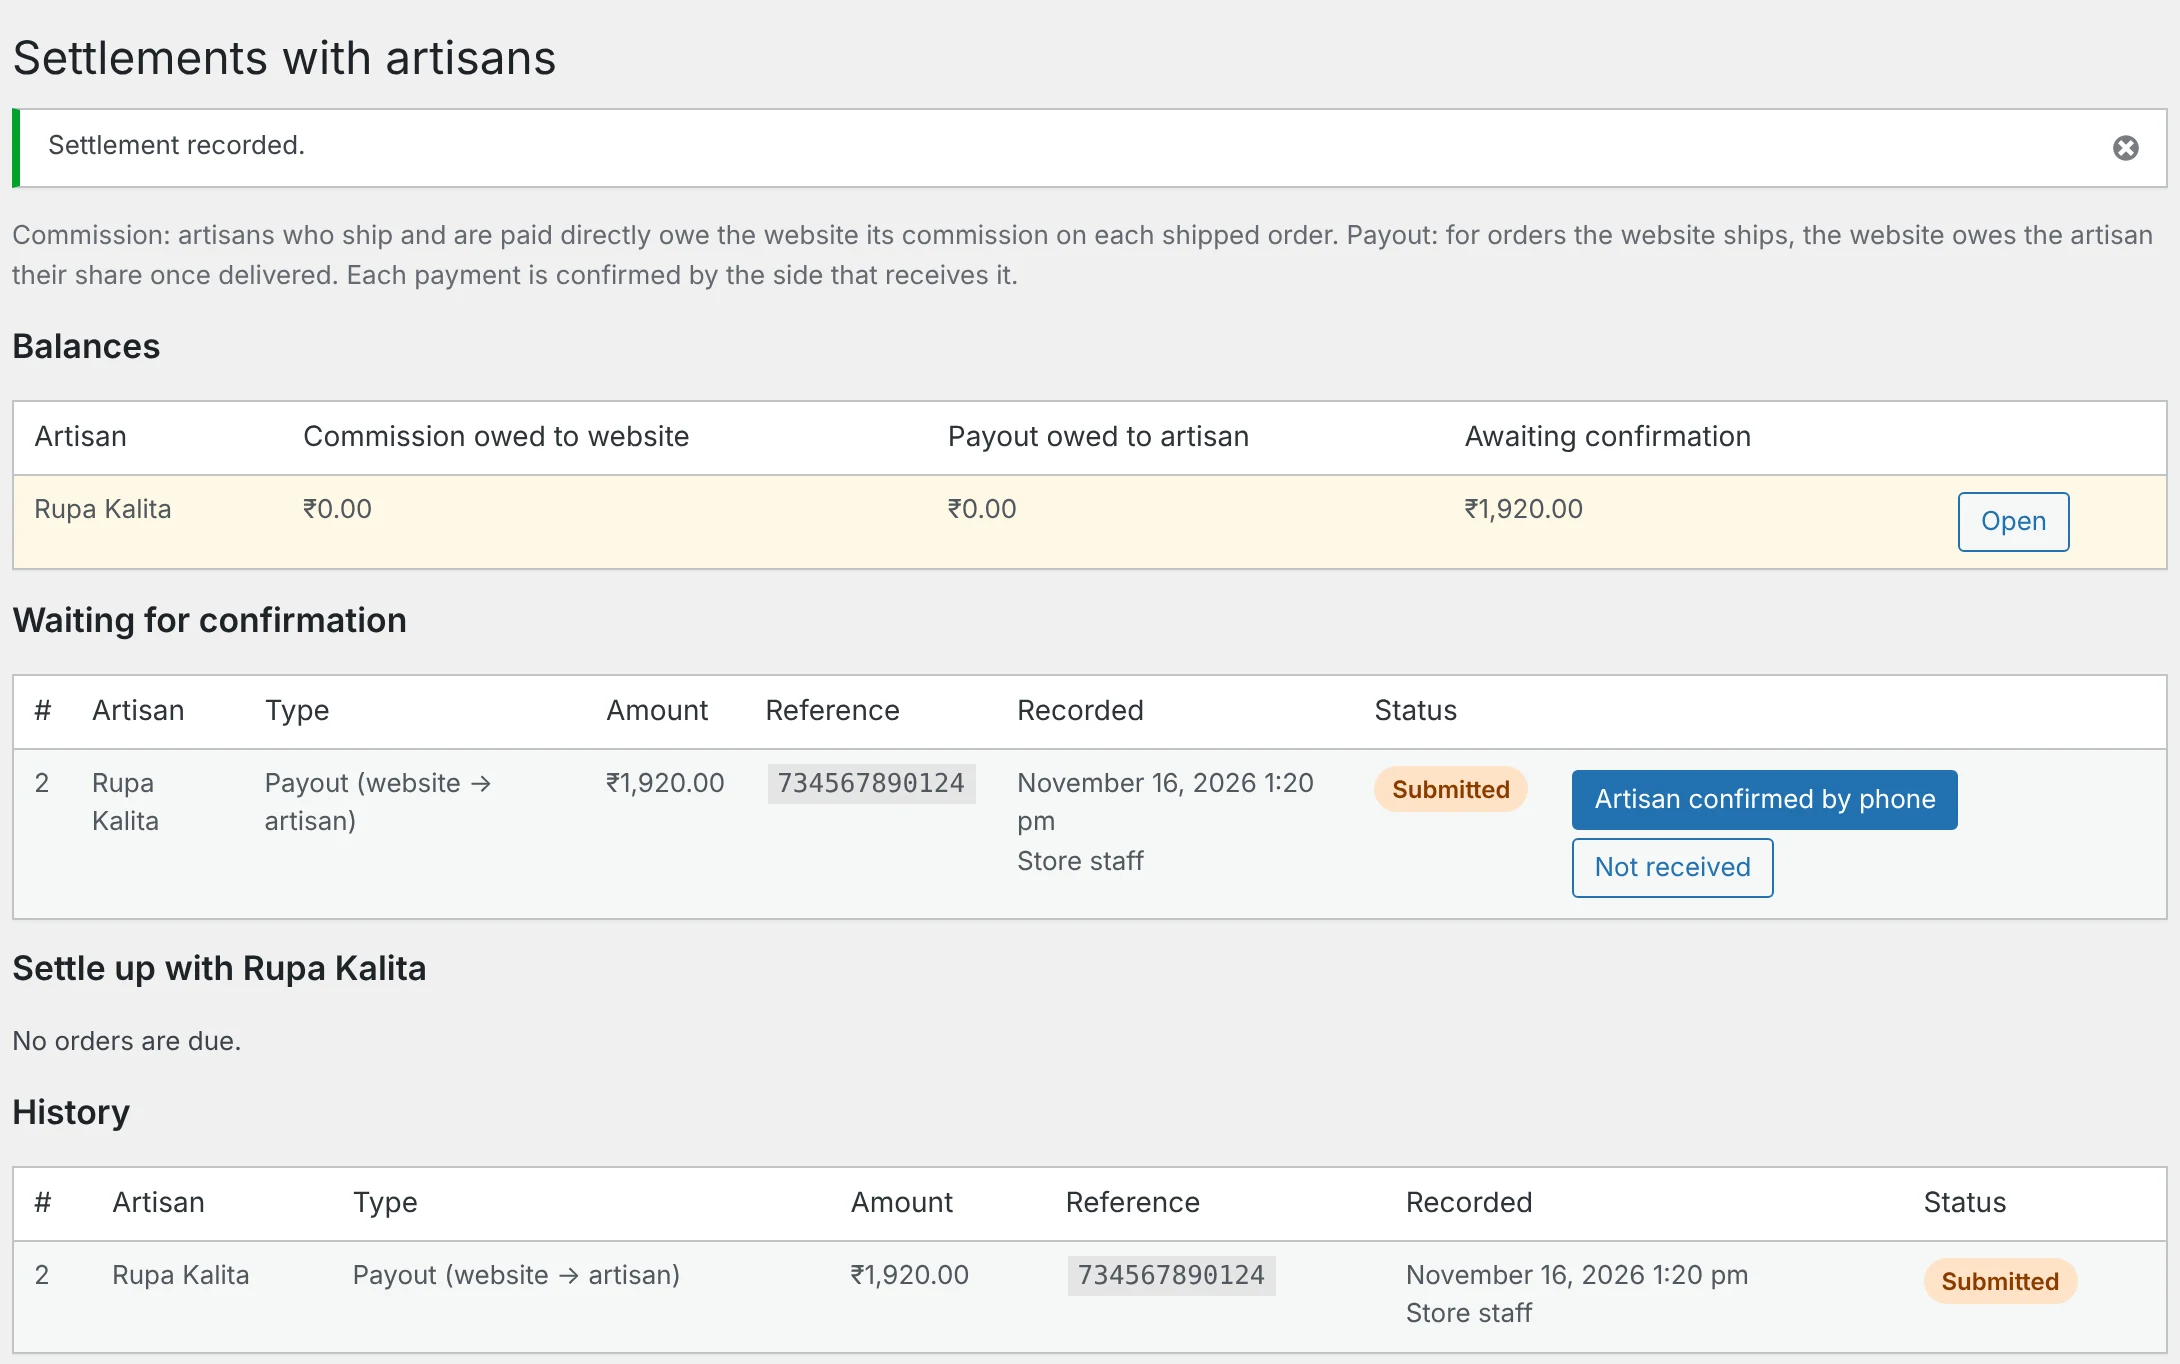 Settlements with artisans
Settlement recorded.
Commission: artisans who ship and are paid directly owe the website its commission on each shipped order. Payout: for orders the website ships, the website owes the artisan
their share once delivered. Each payment is confirmed by the side that receives it.
Balances
Artisan Commission owed to website Payout owed to artisan Awaiting confirmation
Rupa Kalita ₹0.00 ₹0.00 ₹1,920.00 Open
Waiting for confirmation
# Artisan Type Amount Reference Recorded Status
2 Rupa Payout (website → ₹1,920.00 734567890124 November 16, 2026 1:20 Submitted Artisan confirmed by phone
Kalita artisan) pm
Store staff Not received
Settle up with Rupa Kalita
No orders are due.
History
# Artisan Type Amount Reference Recorded Status
2 Rupa Kalita Payout (website → artisan) ₹1,920.00 734567890124 November 16, 2026 1:20 pm Submitted
Store staff